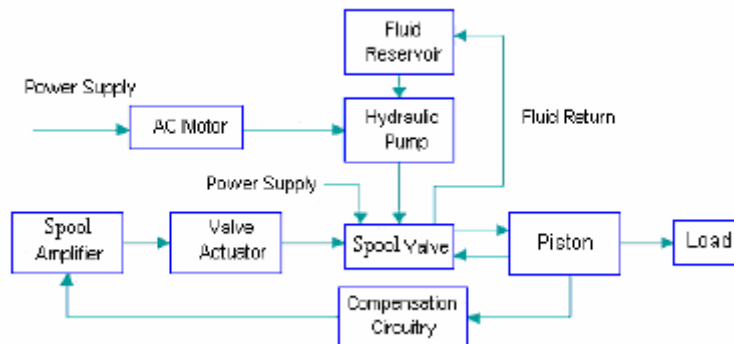 Fluid
Reservoir
Power Supply
AC Motor
Hydraulic
Pump
Fluid Return
Power Supply
Spool
Amplifier
Valve
Actuator
Spool Valve
Piston
Load
Compensation
Circuitry